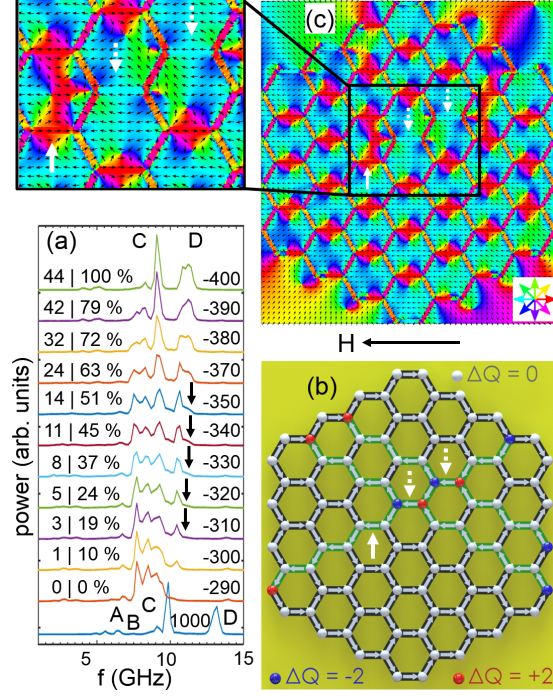 (c)
(a)
C
D
44 | 100 %
-400
42 | 79 %
-390
32 | 72 %
-380
24 | 63 %
-370
14 | 51 %
-350
11 | 45 %
-340
8 | 37 %
-330
5 | 24 %
-320
3 | 19 %
-310
1 | 10 %
-300
0 | 0 %
-290
A
B
C
1000
D
power (arb. units)
5
10
15
f (GHz)
H
(b)
ΔQ = 0
ΔQ = -2
ΔQ = +2